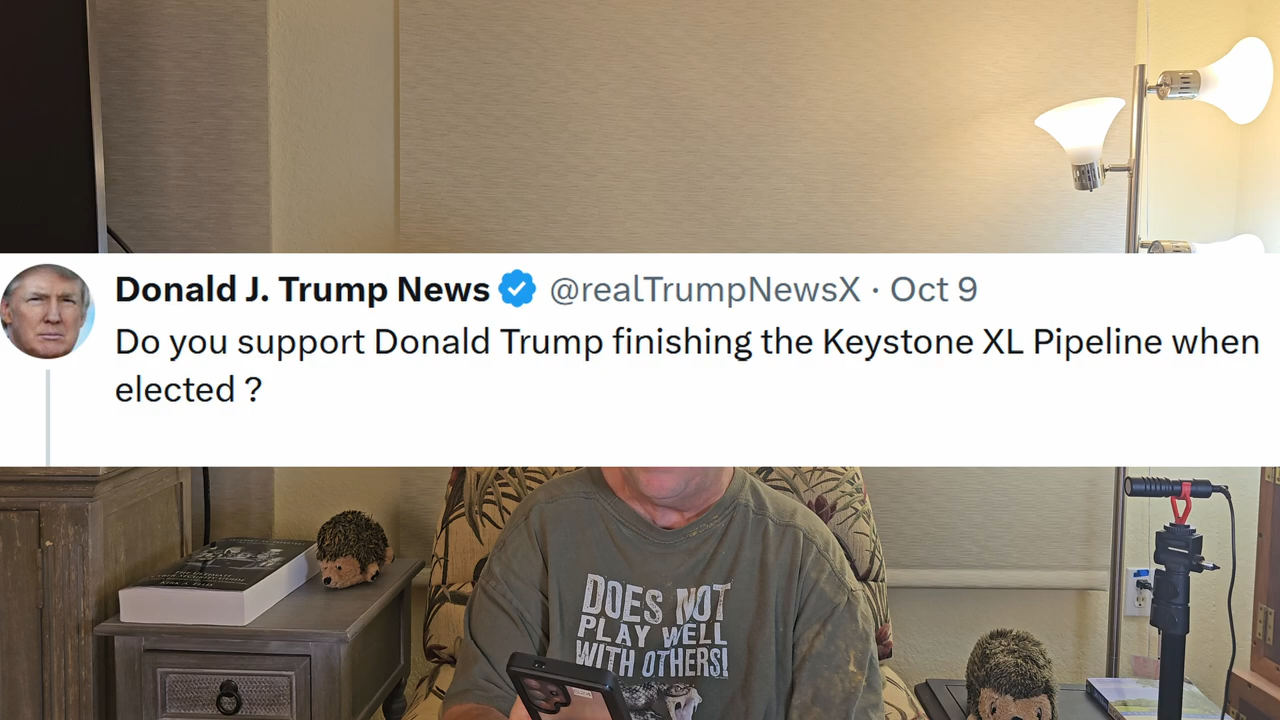 Donald J. Trump News @realTrumpNewsX · Oct 9
Do you support Donald Trump finishing the Keystone XL Pipeline when
elected ?
DOES NOT
PLAY WELL
WITH OTHERS!